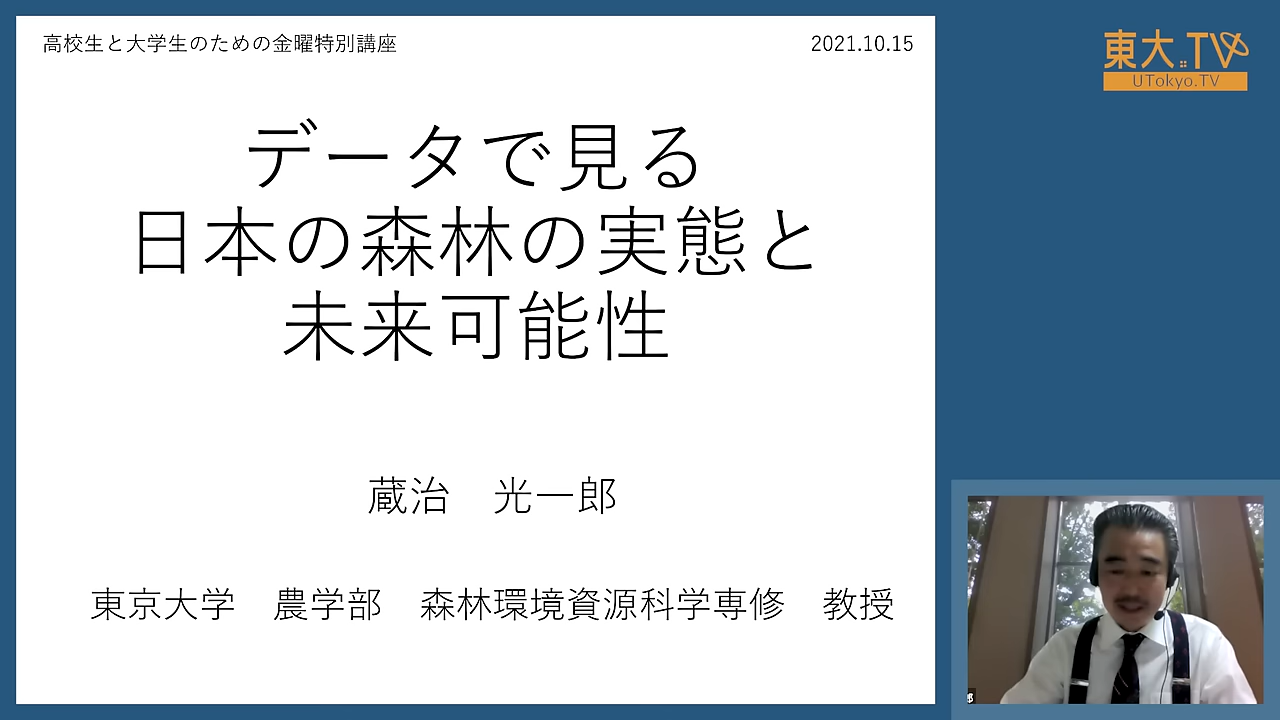 高校生と大学生のための金曜特別講座
2021.10.15
東大TV
UTokyo.TV
データで見る
日本の森林の実態と
未来可能性
蔵治　光一郎
東京大学　農学部　森林環境資源科学専修　教授